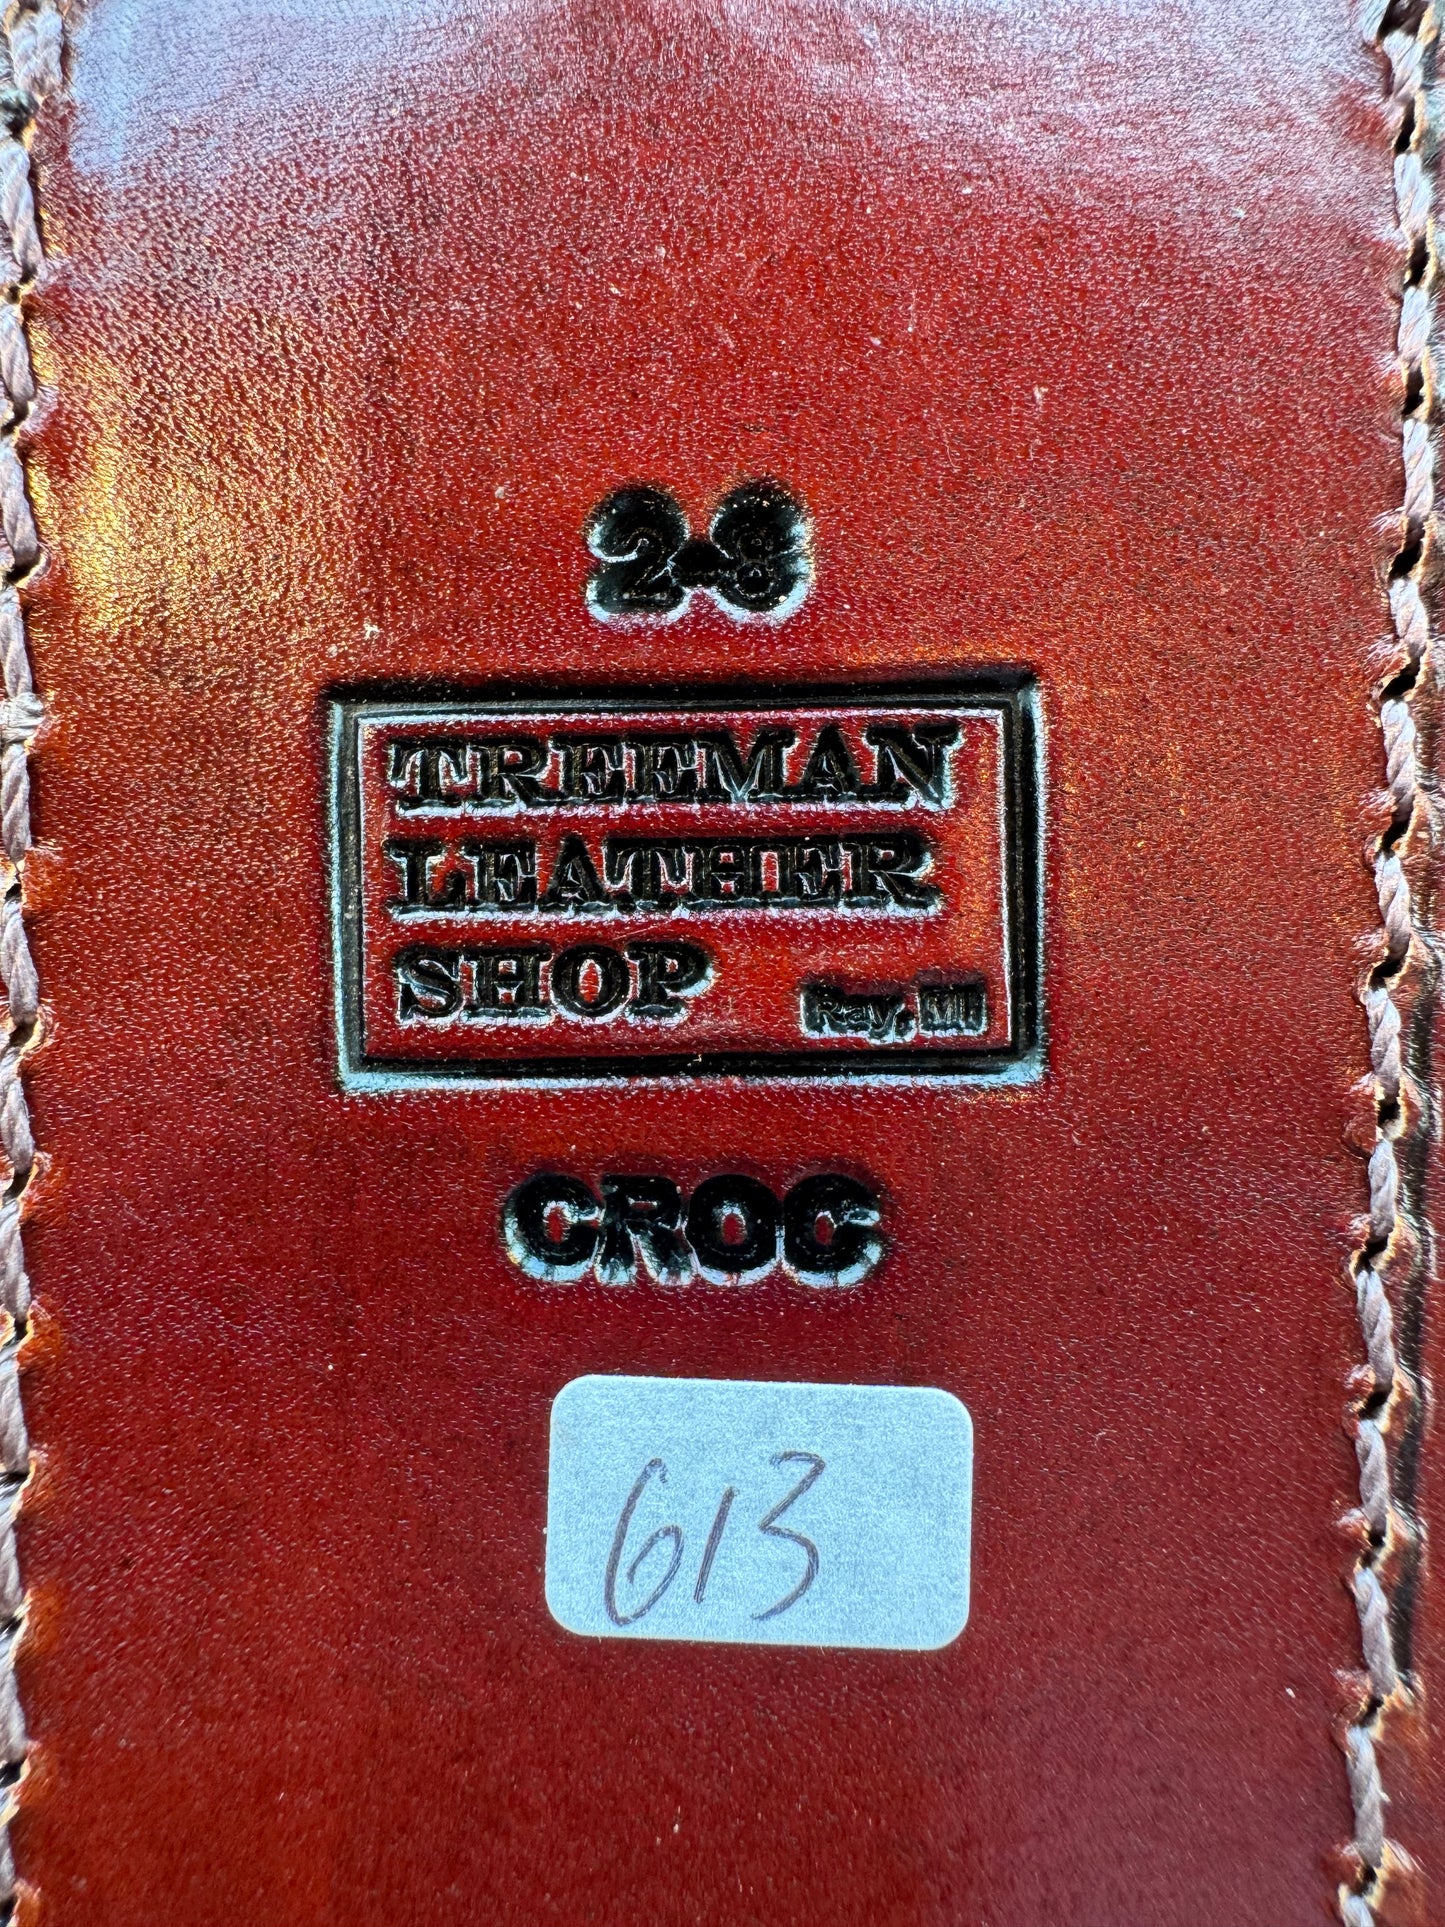 2-8
TREEMAN
LEATHER
SHOP Ray, MI
CROC
613